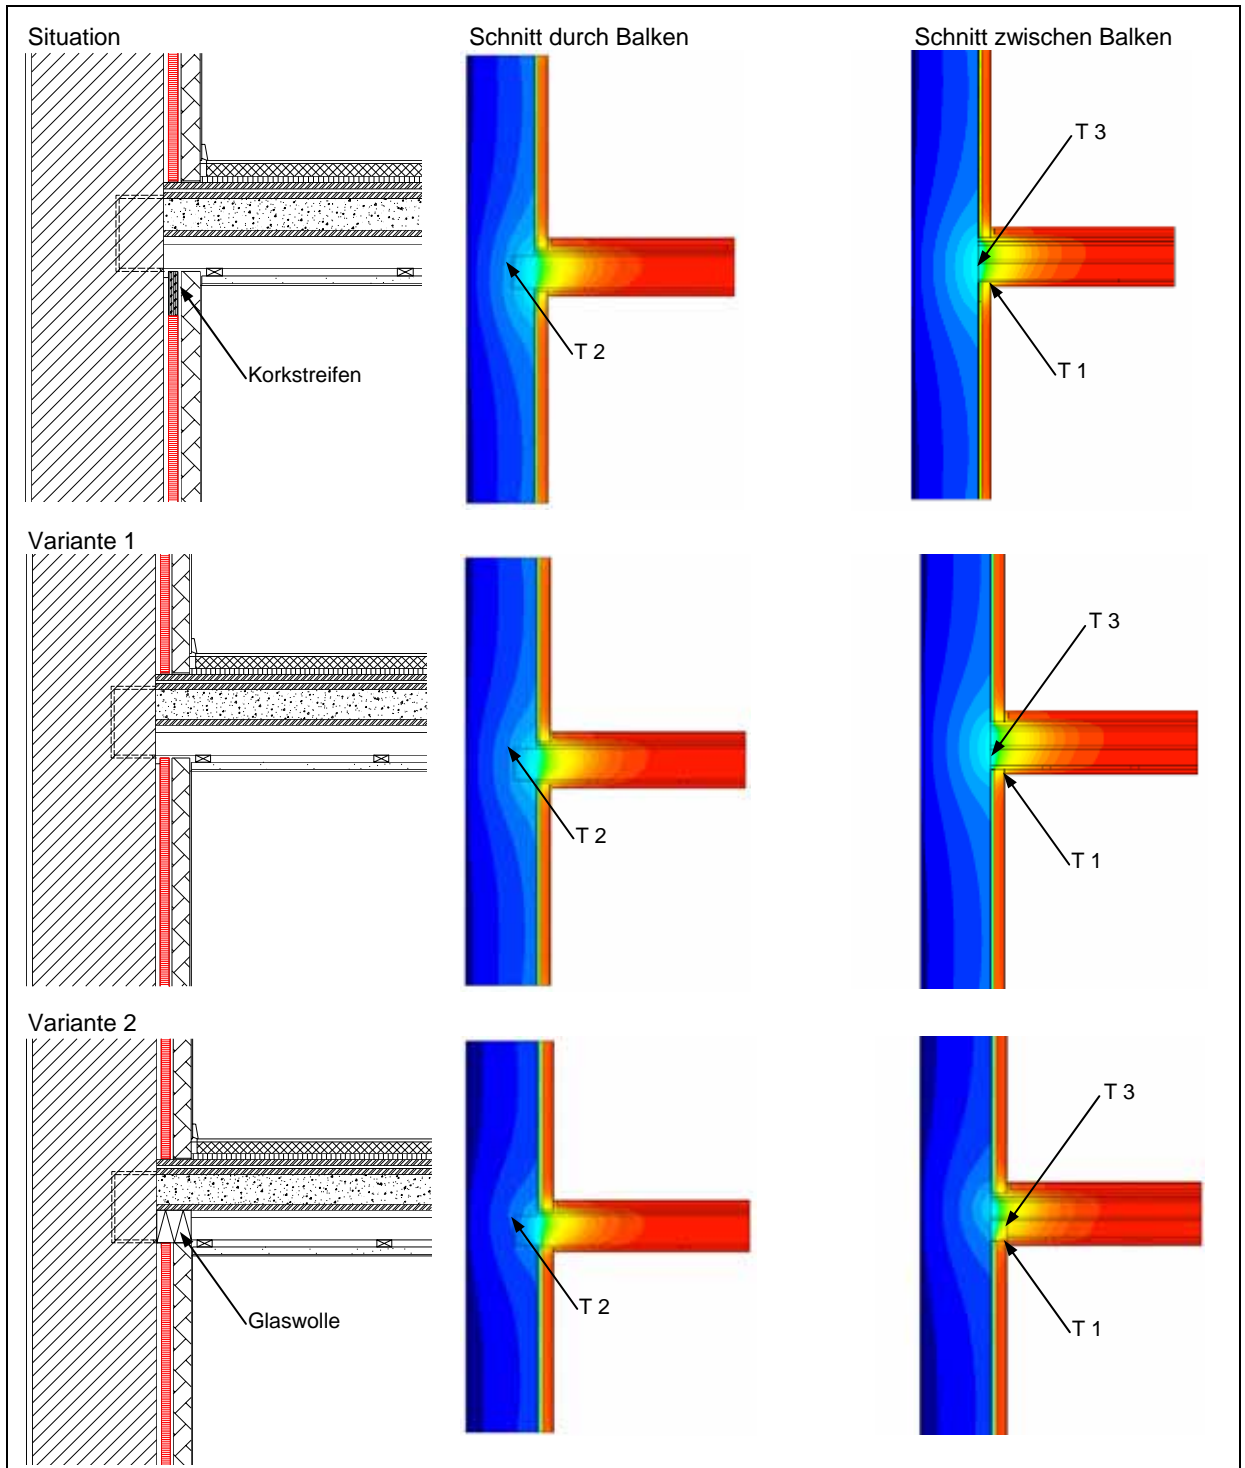 Situation
Schnitt durch Balken
Schnitt zwischen Balken
T 3
T 2
T 1
Korkstreifen
Variante 1
T 3
T 2
T 1
Variante 2
T 3
T 2
T 1
Glaswolle